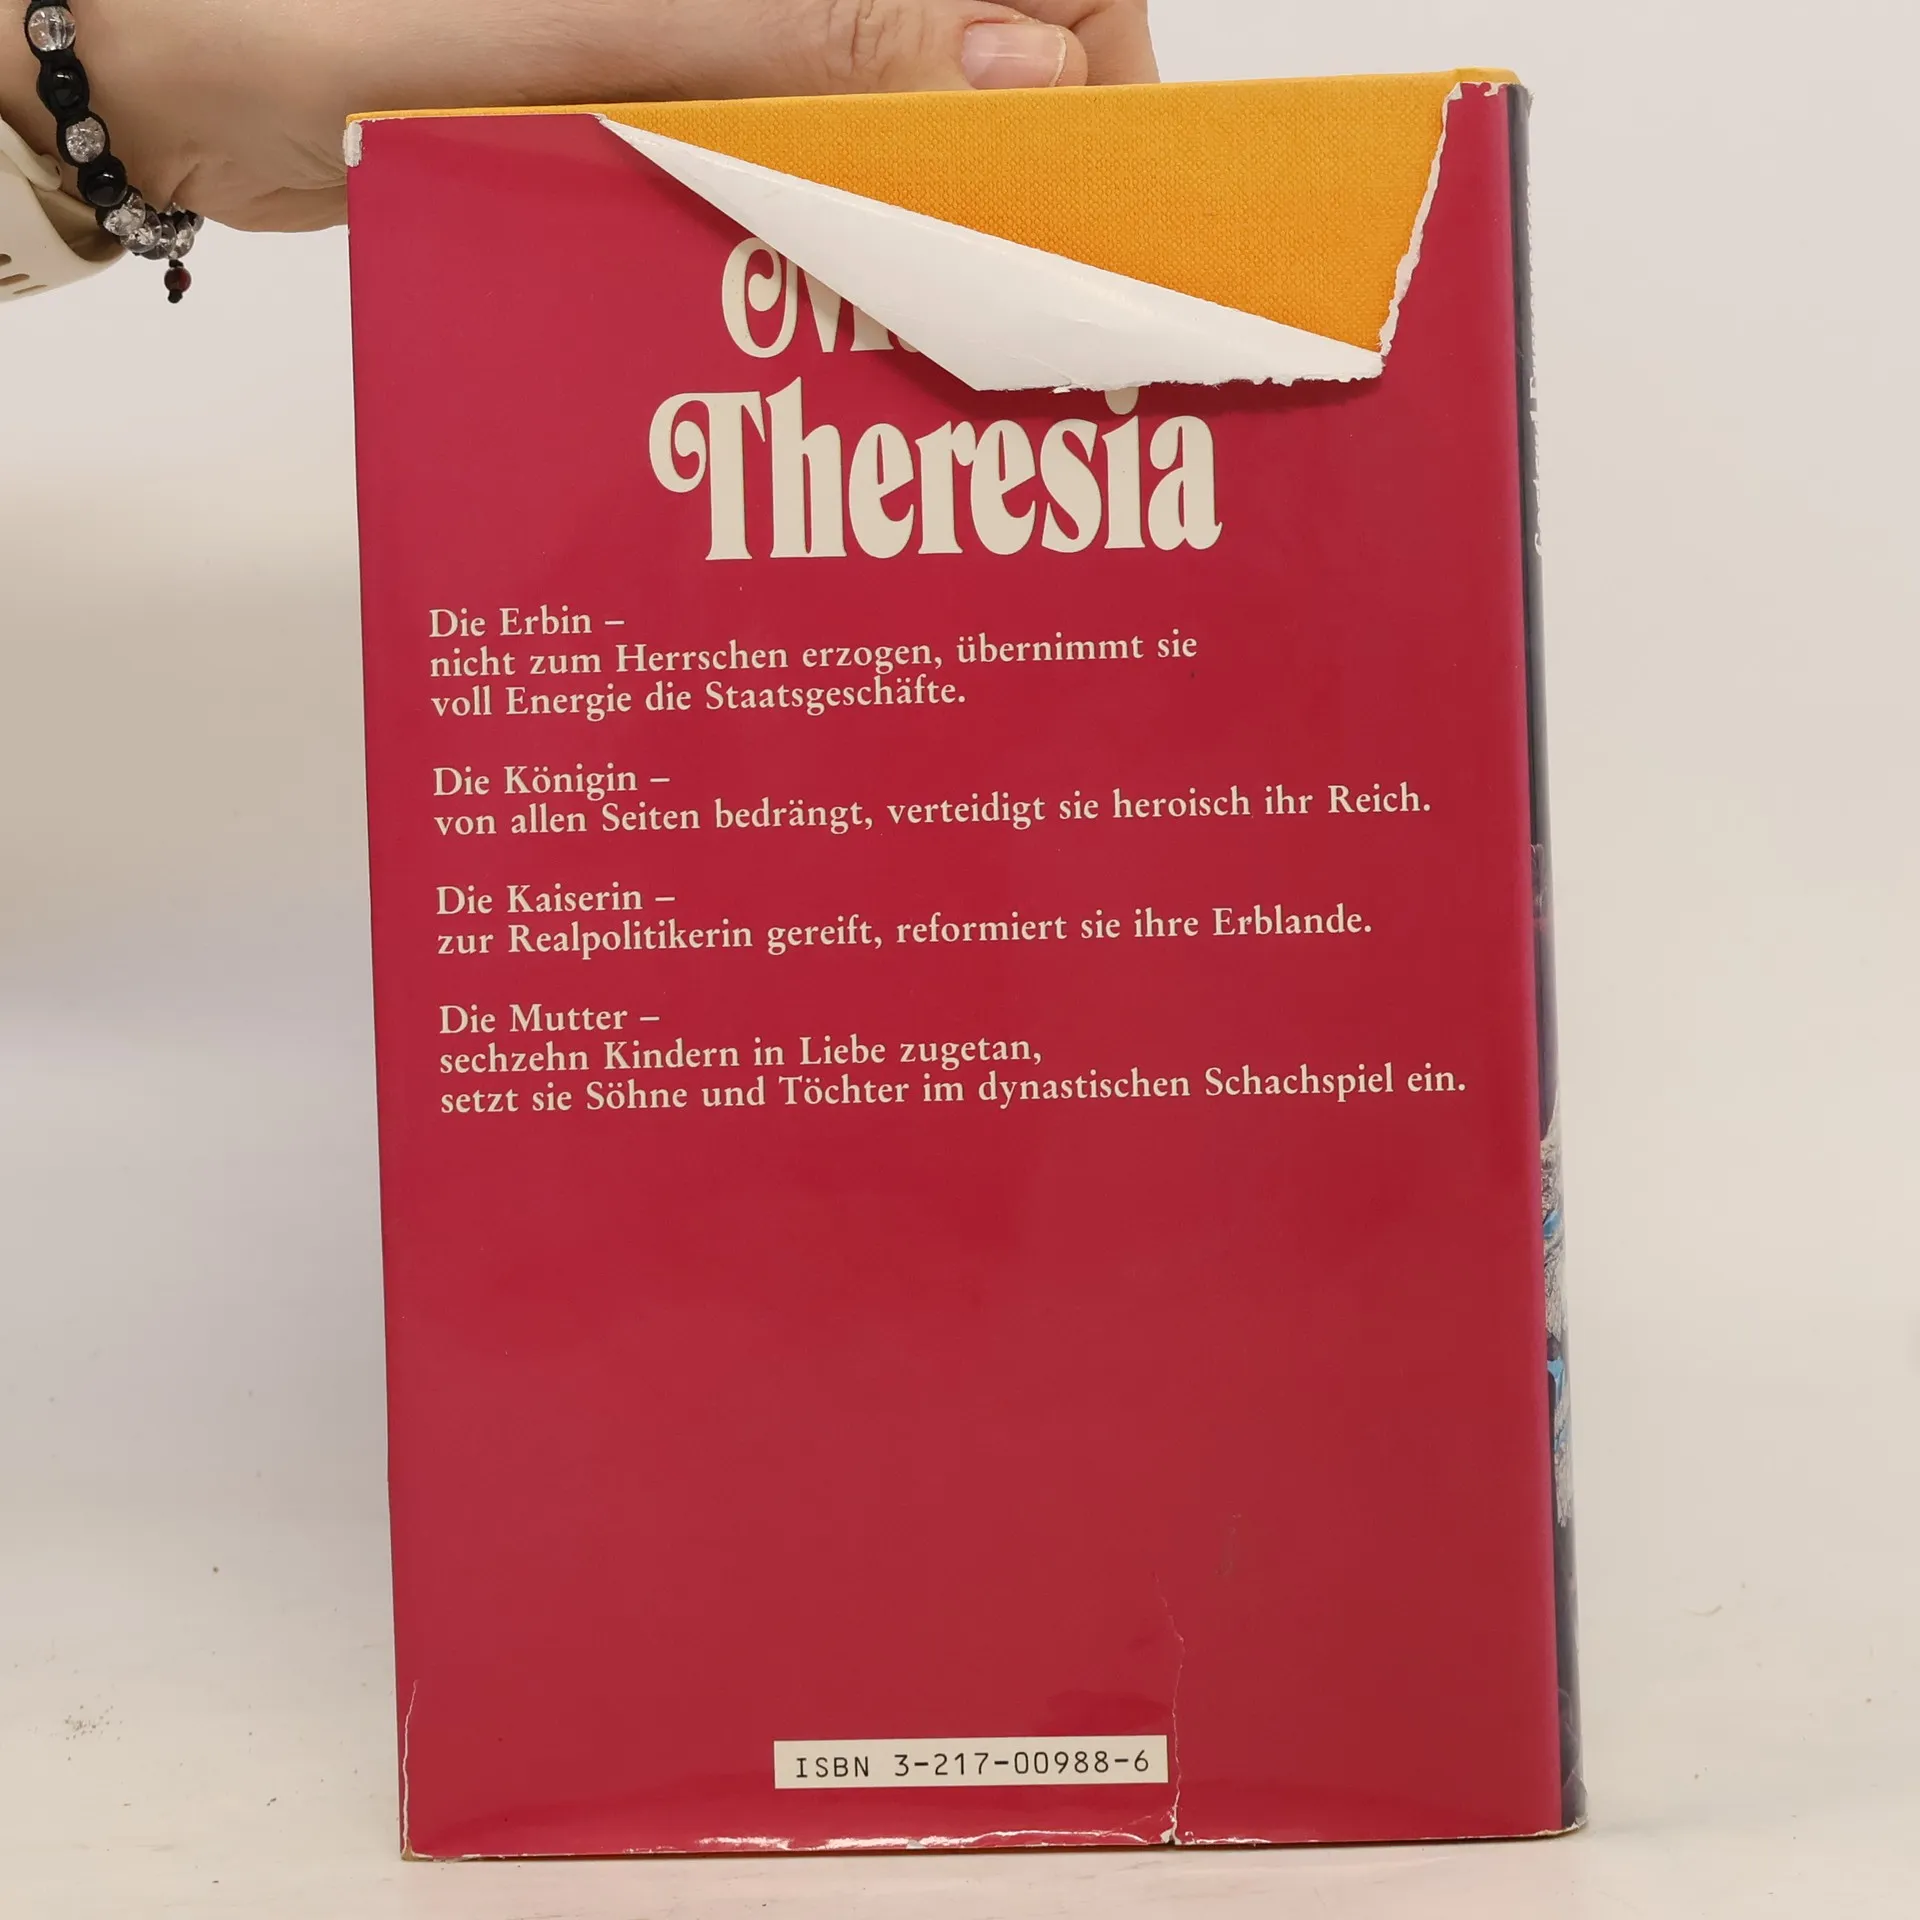 Theresia
Die Erbin –
nicht zum Herrschen erzogen, übernimmt sie
voll Energie die Staatsgeschäfte.
Die Königin –
von allen Seiten bedrängt, verteidigt sie heroisch ihr Reich.
Die Kaiserin –
zur Realpolitikerin gereift, reformiert sie ihre Erblande.
Die Mutter –
sechzehn Kindern in Liebe zugetan,
setzt sie Söhne und Töchter im dynastischen Schachspiel ein.
ISBN 3-217-00988-6